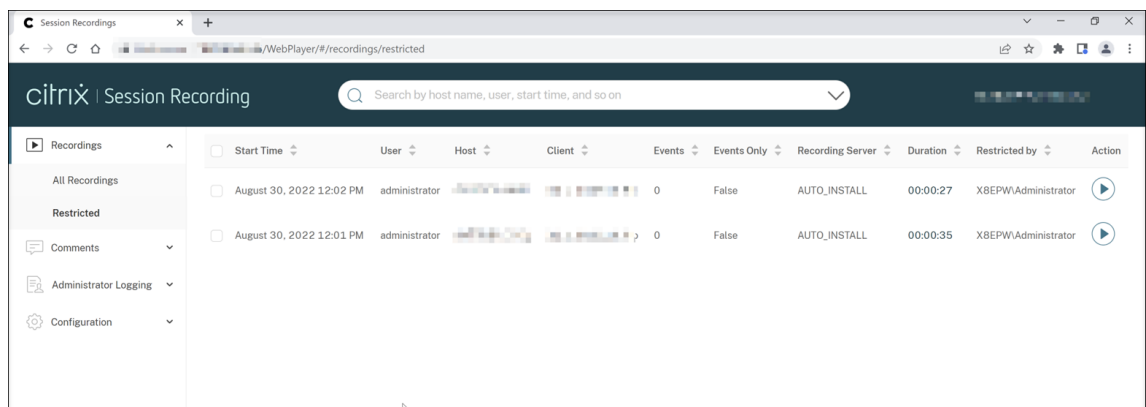 Session Recordings
/WebPlayer/#/recordings/restricted
citrix | Session Recording
Search by host name, user, start time, and so on
Recordings
All Recordings
Restricted
Comments
Administrator Logging
Configuration
Start Time User Host Client Events Events Only Recording Server Duration Restricted by Action
August 30, 2022 12:02 PM administrator 0 False AUTO_INSTALL 00:00:27 X8EPW\Administrator
August 30, 2022 12:01 PM administrator 0 False AUTO_INSTALL 00:00:35 X8EPW\Administrator